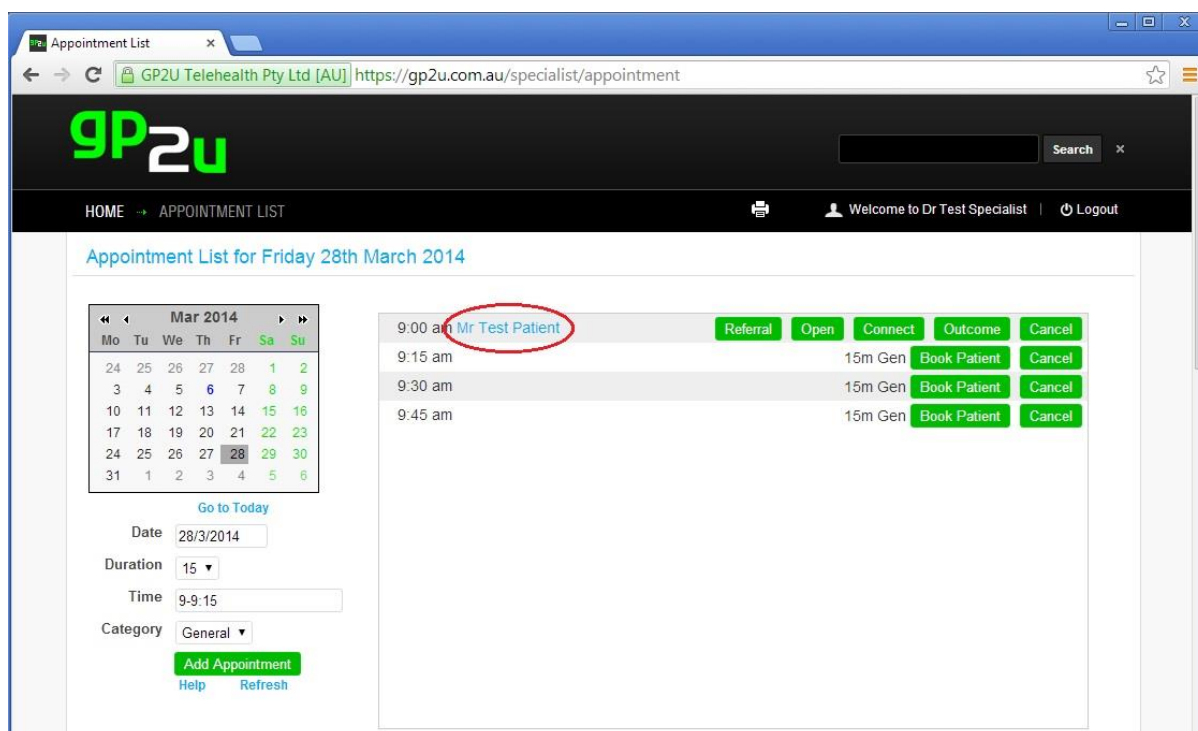 Appointment List
GP2U Telehealth Pty Ltd [AU] https://gp2u.com.au/specialist/appointment
gp2u
Search ×
HOME APPOINTMENT LIST Welcome to Dr Test Specialist | Logout
Appointment List for Friday 28th March 2014
Mar 2014
Mo Tu We Th Fr Sa Su
24 25 26 27 28 1 2
3 4 5 6 7 8 9
10 11 12 13 14 15 16
17 18 19 20 21 22 23
24 25 26 27 28 29 30
31 1 2 3 4 5 6
Go to Today
Date 28/3/2014
Duration 15
Time 9-9:15
Category General
Add Appointment
Help Refresh
9:00 am Mr Test Patient Referral Open Connect Outcome Cancel
9:15 am 15m Gen Book Patient Cancel
9:30 am 15m Gen Book Patient Cancel
9:45 am 15m Gen Book Patient Cancel